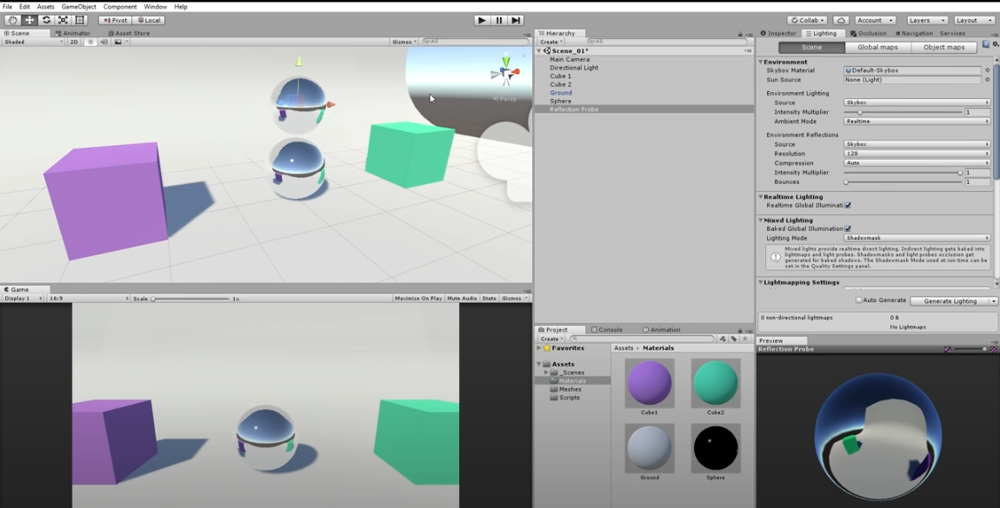 File Edit Assets GameObject Component Window Help
Pivot Local Collab Account Layers Layout
Scene Animator Asset Store
Shaded 2D Gizmos All
Persp
Game
Display 1 16:9 Scale 1x Maximize On Play Mute Audio Stats Gizmos
Hierarchy
Create All
Scene_01*
Main Camera
Directional Light
Cube 1
Cube 2
Ground
Sphere
Reflection Probe
Project Console Animation
Create
Favorites
Assets
_Scenes
Materials
Meshes
Scripts
Assets Materials
Cube1 Cube2
Ground Sphere
Inspector Lighting Occlusion Navigation Services
Scene Global maps Object maps
Environment
Skybox Material Default-Skybox
Sun Source None (Light)
Environment Lighting
Source Skybox
Intensity Multiplier 1
Ambient Mode Realtime
Environment Reflections
Source Skybox
Resolution 128
Compression Auto
Intensity Multiplier 1
Bounces 1
Realtime Lighting
Realtime Global Illuminati
Mixed Lighting
Baked Global Illumination
Lighting Mode Shadowmask
Mixed lights provide realtime direct lighting. Indirect lighting gets baked into
lightmaps and light probes. Shadowmasks and light probes occlusion get
generated for baked shadows. The Shadowmask Mode used at run time can be
set in the Quality Settings panel.
Lightmapping Settings
Auto Generate Generate Lighting
0 non-directional lightmaps 0 B
No Lightmaps
Preview
Reflection Probe